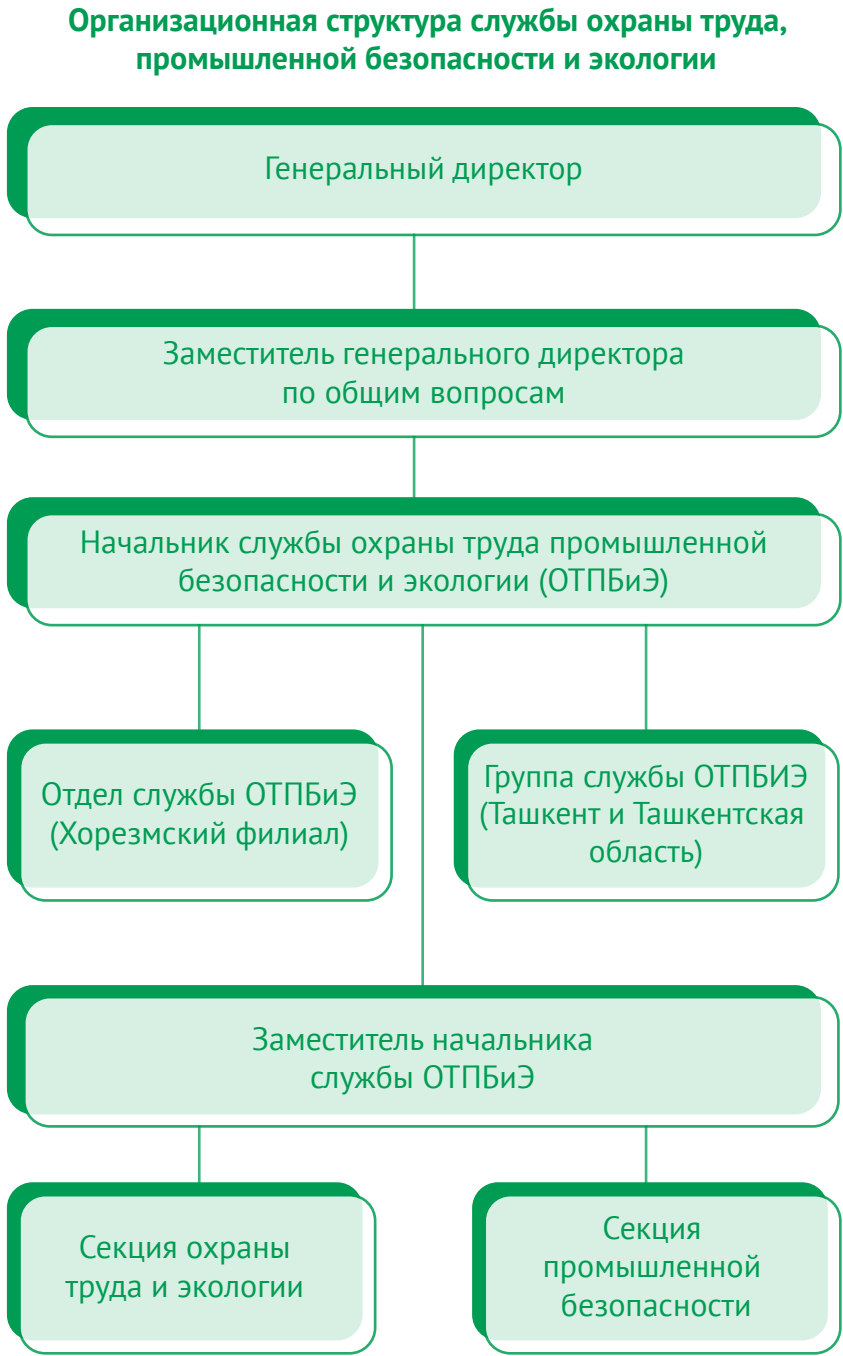 Организационная структура службы охраны труда,
промышленной безопасности и экологии
Генеральный директор
Заместитель генерального директора
по общим вопросам
Начальник службы охраны труда промышленной
безопасности и экологии (ОТПБиЭ)
Отдел службы ОТПБиЭ
(Хорезмский филиал)
Группа службы ОТПБИЭ
(Ташкент и Ташкентская
область)
Заместитель начальника
службы ОТПБиЭ
Секция охраны
труда и экологии
Секция
промышленной
безопасности